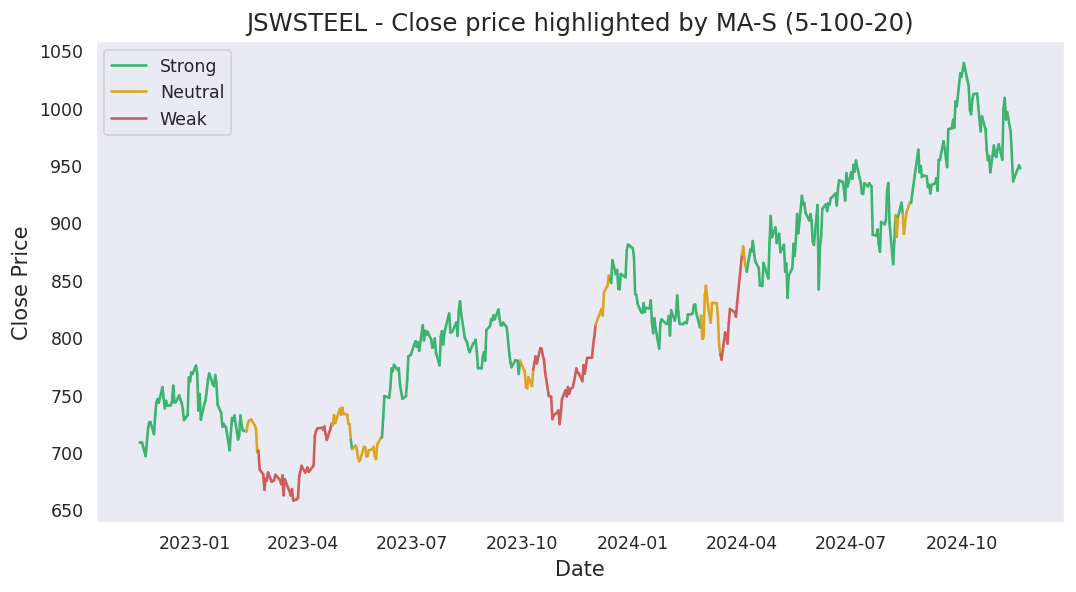 JSWSTEEL - Close price highlighted by MA-S (5-100-20)
Strong
Neutral
Weak
Close Price
1050
1000
950
900
850
800
750
700
650
2023-01 2023-04 2023-07 2023-10 2024-01 2024-04 2024-07 2024-10
Date